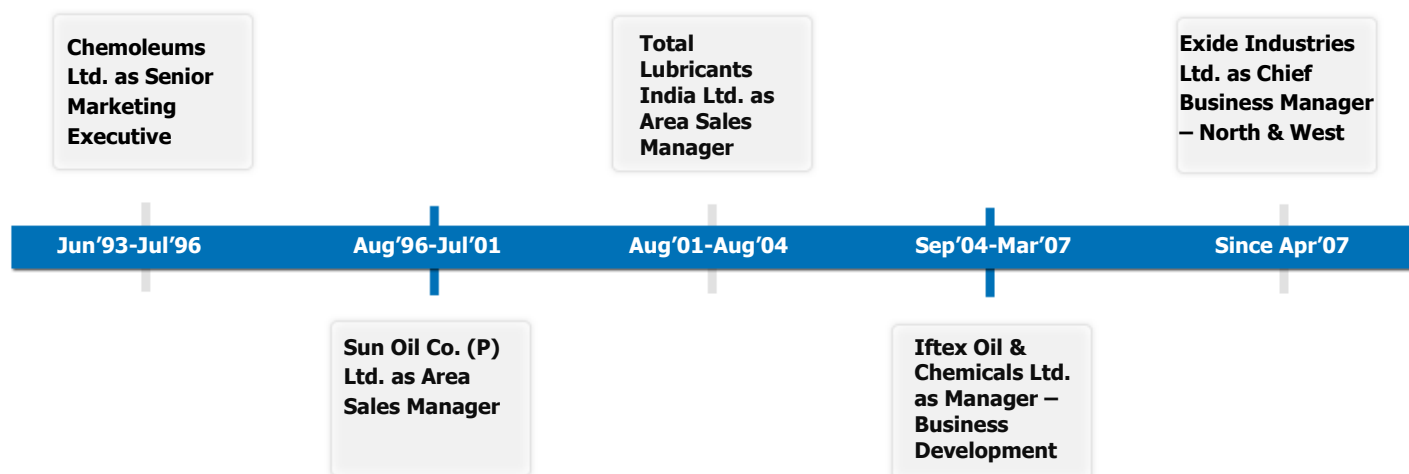 Chemoleums
Ltd. as Senior
Marketing
Executive
Total
Lubricants
India Ltd. as
Area Sales
Manager
Exide Industries
Ltd. as Chief
Business Manager
– North & West
Jun’93-Jul’96
Aug’96-Jul’01
Aug’01-Aug’04
Sep’04-Mar’07
Since Apr’07
Sun Oil Co. (P)
Ltd. as Area
Sales Manager
Iftex Oil &
Chemicals Ltd.
as Manager –
Business
Development